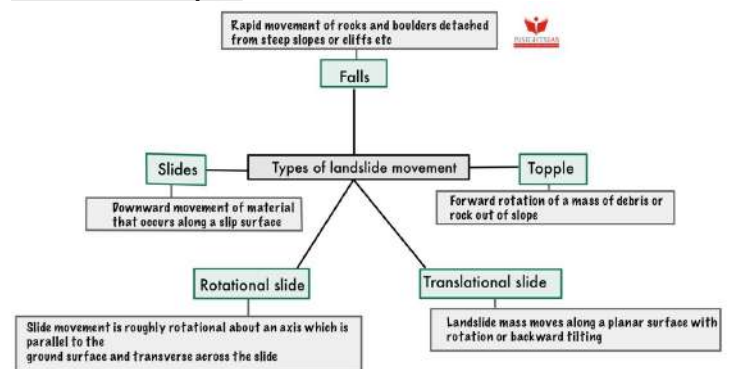 Rapid movement of rocks and boulders detached
from steep slopes or cliffs etc
INSIGHTSIAS
Falls
Slides
Types of landslide movement
Topple
Downward movement of material
that occurs along a slip surface
Forward rotation of a mass of debris or
rock out of slope
Rotational slide
Translational slide
Slide movement is roughly rotational about an axis which is
parallel to the
ground surface and transverse across the slide
Landslide mass moves along a planar surface with
rotation or backward tilting